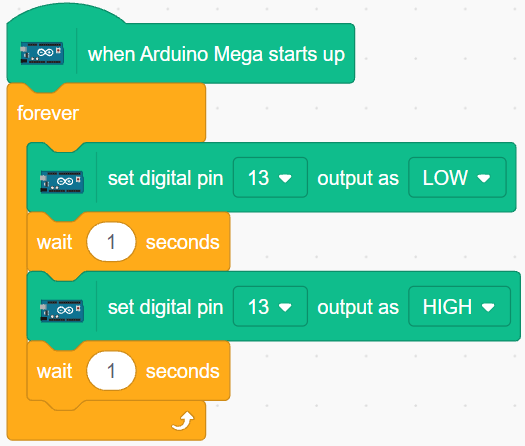 when Arduino Mega starts up
forever
set digital pin 13 output as LOW
wait 1 seconds
set digital pin 13 output as HIGH
wait 1 seconds